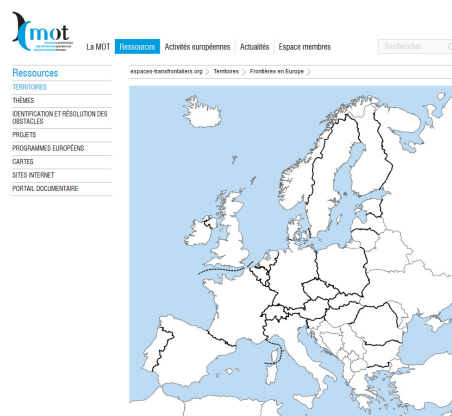 mot
La MOT Ressources Activités européennes Actualités Espace membres Rechercher
Ressources
espaces-transfrontaliers.org > Territoires > Frontières en Europe >
TERRITOIRES
THÈMES
IDENTIFICATION ET RÉSOLUTION DES
OBSTACLES
PROJETS
PROGRAMMES EUROPÉENS
CARTES
SITES INTERNET
PORTAIL DOCUMENTAIRE